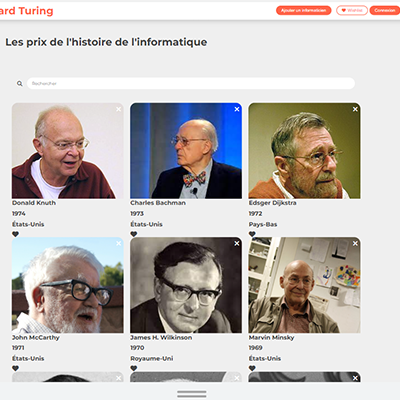 ard Turing
Ajouter un informaticien
Wishlist
Connexion
Les prix de l'histoire de l'informatique
Rechercher
Donald Knuth
1974
États-Unis
Charles Bachman
1973
États-Unis
Edsger Dijkstra
1972
Pays-Bas
John McCarthy
1971
États-Unis
James H. Wilkinson
1970
Royaume-Uni
Marvin Minsky
1969
États-Unis